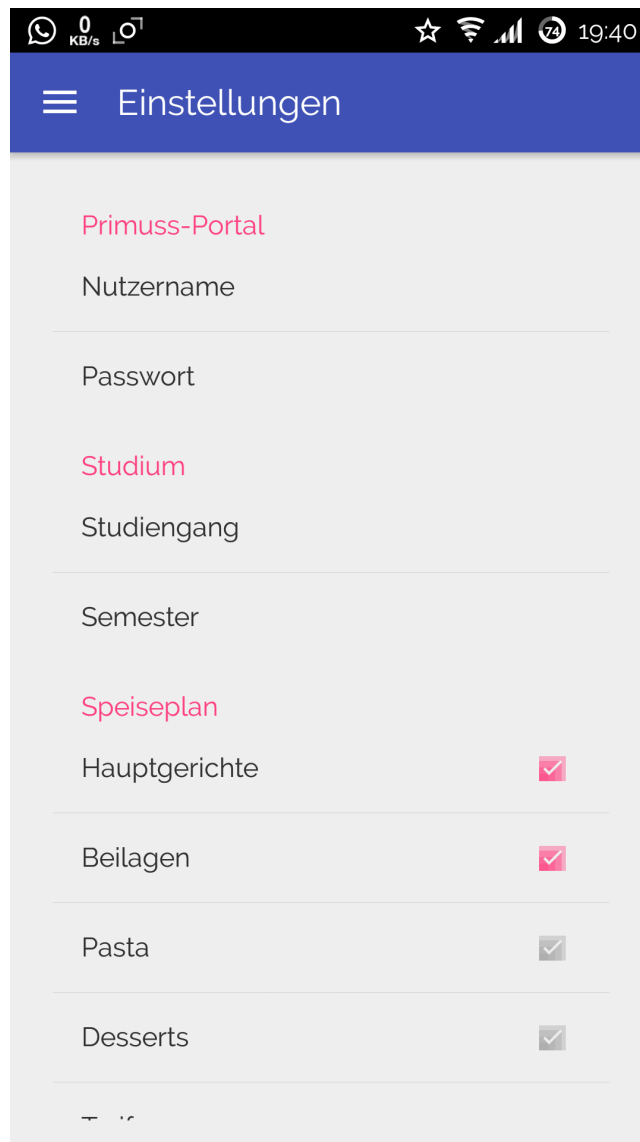 0
KB/s
74
19:40
Einstellungen
Primuss-Portal
Nutzername
Passwort
Studium
Studiengang
Semester
Speiseplan
Hauptgerichte
Beilagen
Pasta
Desserts